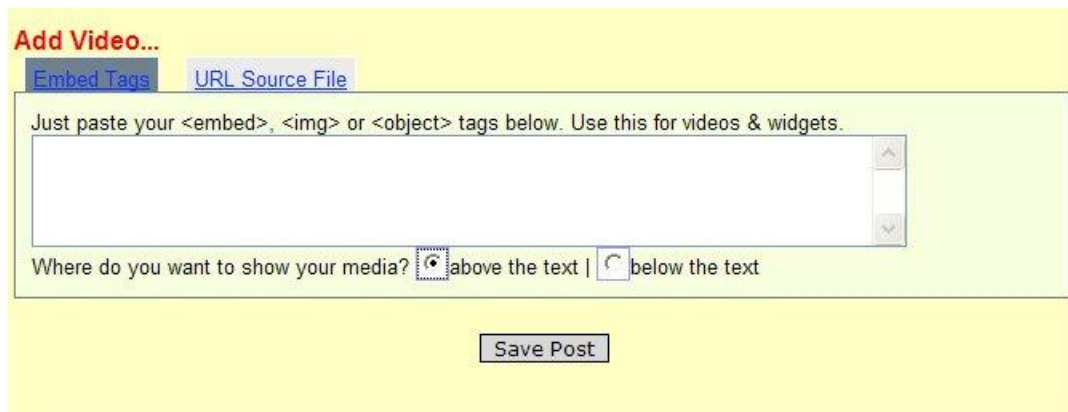 Add Video...
Embed Tags URL Source File
Just paste your <embed>, <img> or <object> tags below. Use this for videos & widgets.
Where do you want to show your media? above the text | below the text
Save Post